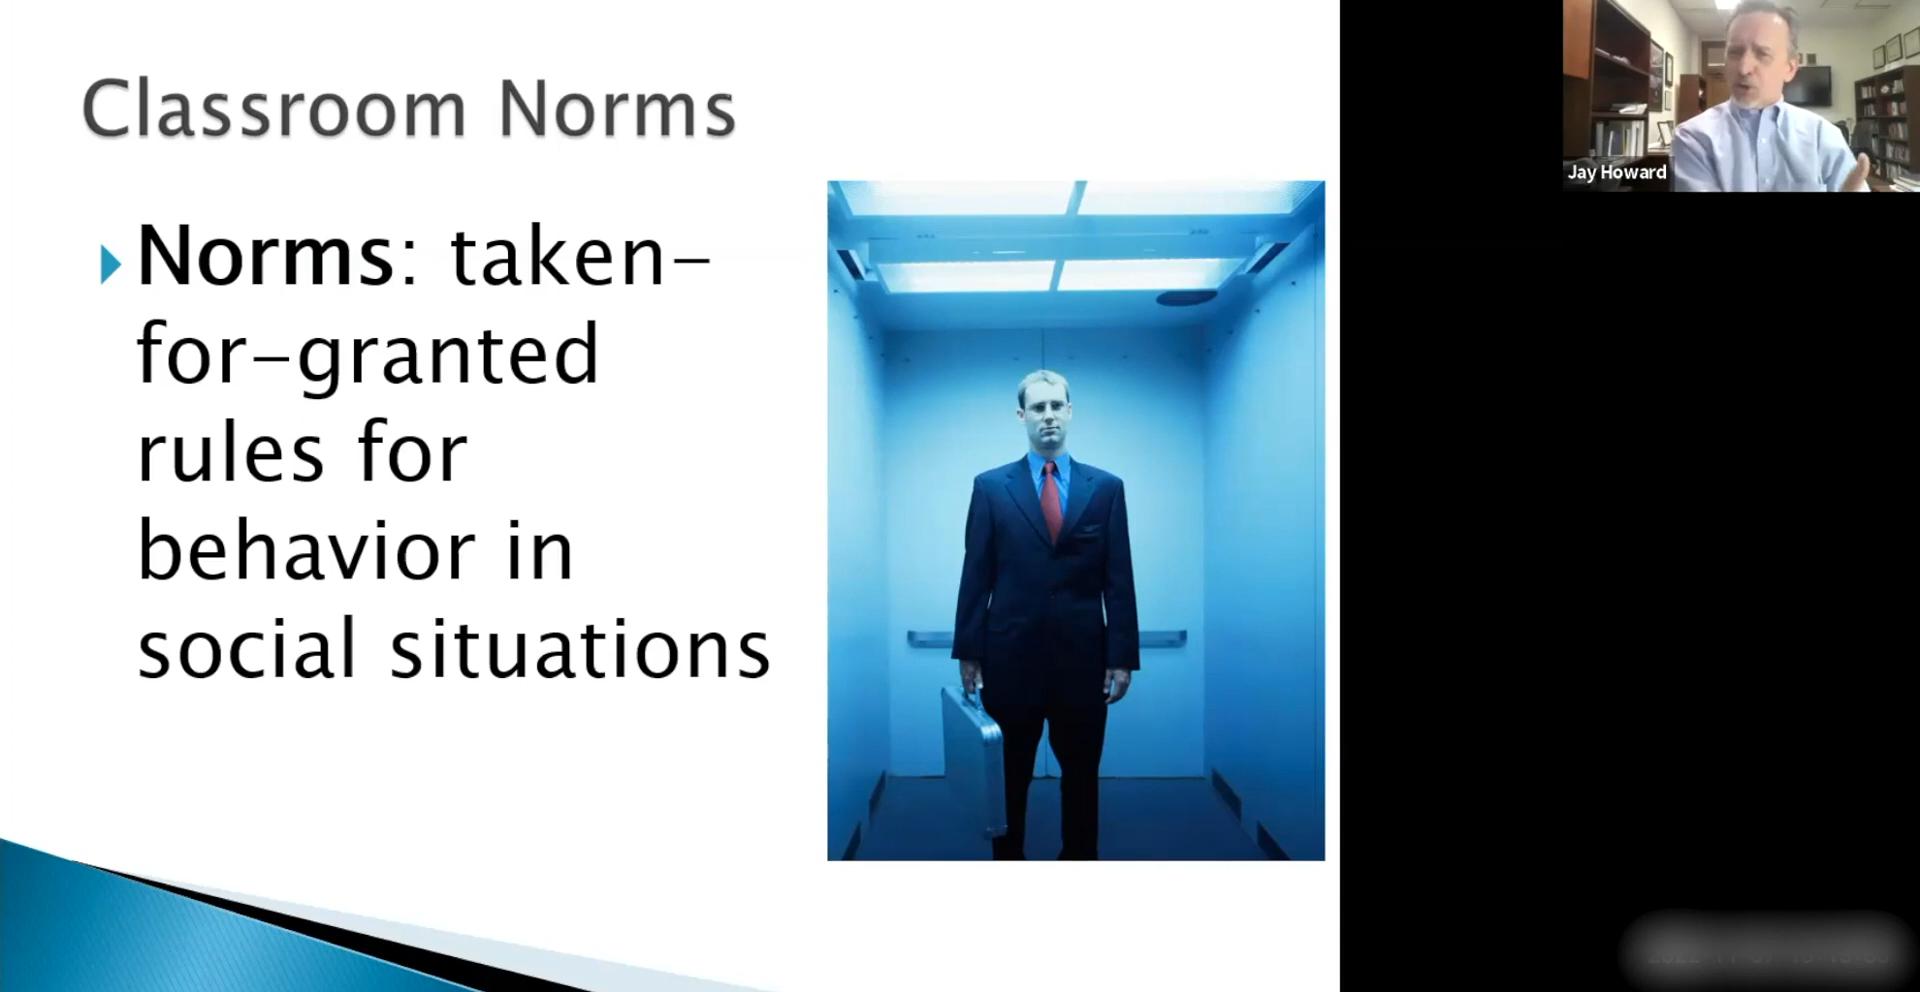 Classroom Norms
Norms: taken-
for-granted
rules for
behavior in
social situations
Jay Howard